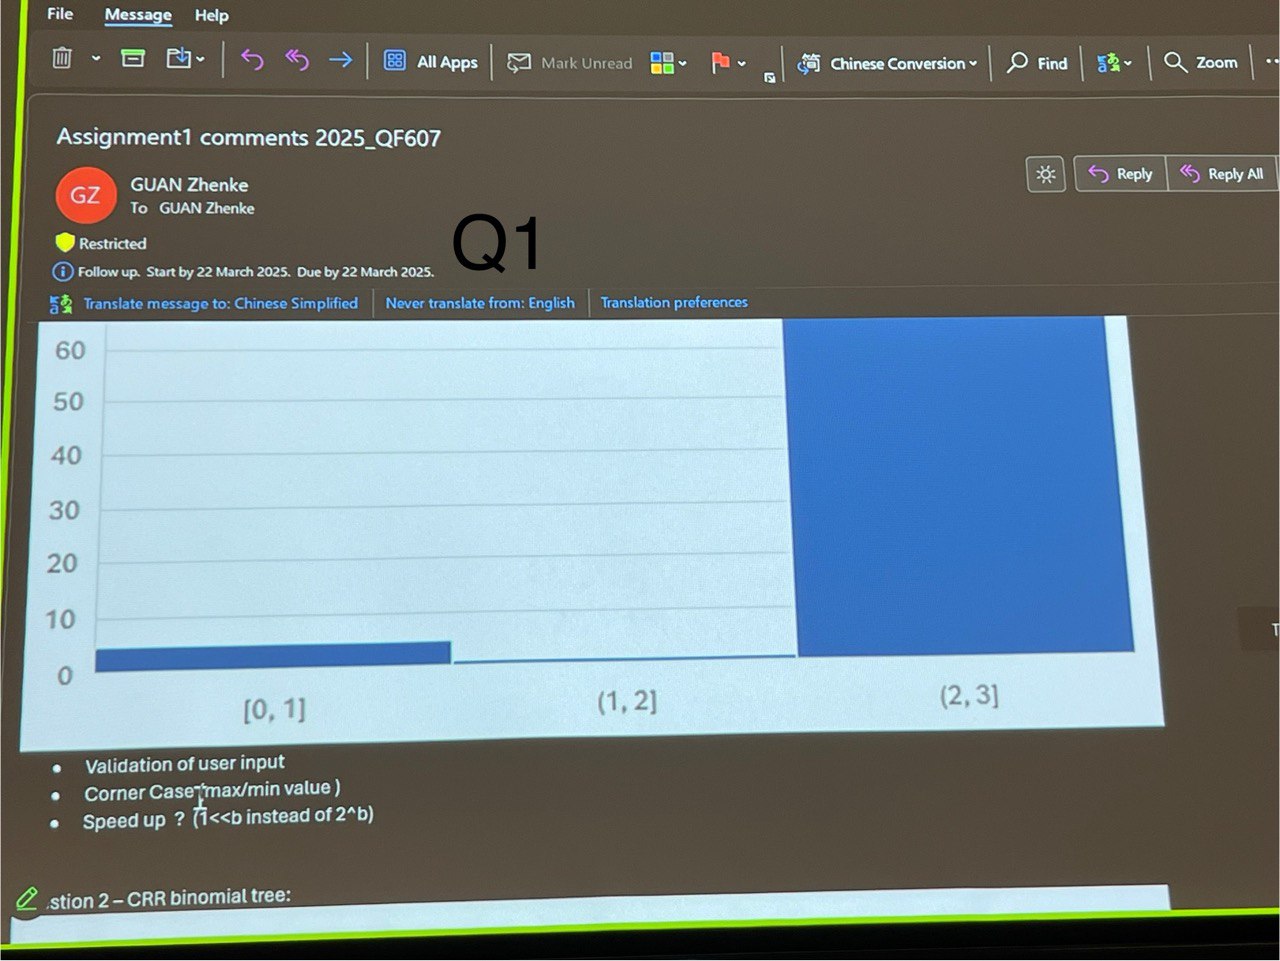 File Message Help
All Apps Mark Unread Chinese Conversion Find Zoom
Assignment1 comments 2025_QF607
GZ
GUAN Zhenke
To GUAN Zhenke
Reply Reply All
Restricted
Q1
Follow up. Start by 22 March 2025. Due by 22 March 2025.
Translate message to: Chinese Simplified Never translate from: English Translation preferences
60
50
40
30
20
10
0
[0, 1] (1, 2] (2, 3]
• Validation of user input
• Corner Case (max/min value )
• Speed up ? (1<<b instead of 2^b)
stion 2 – CRR binomial tree: